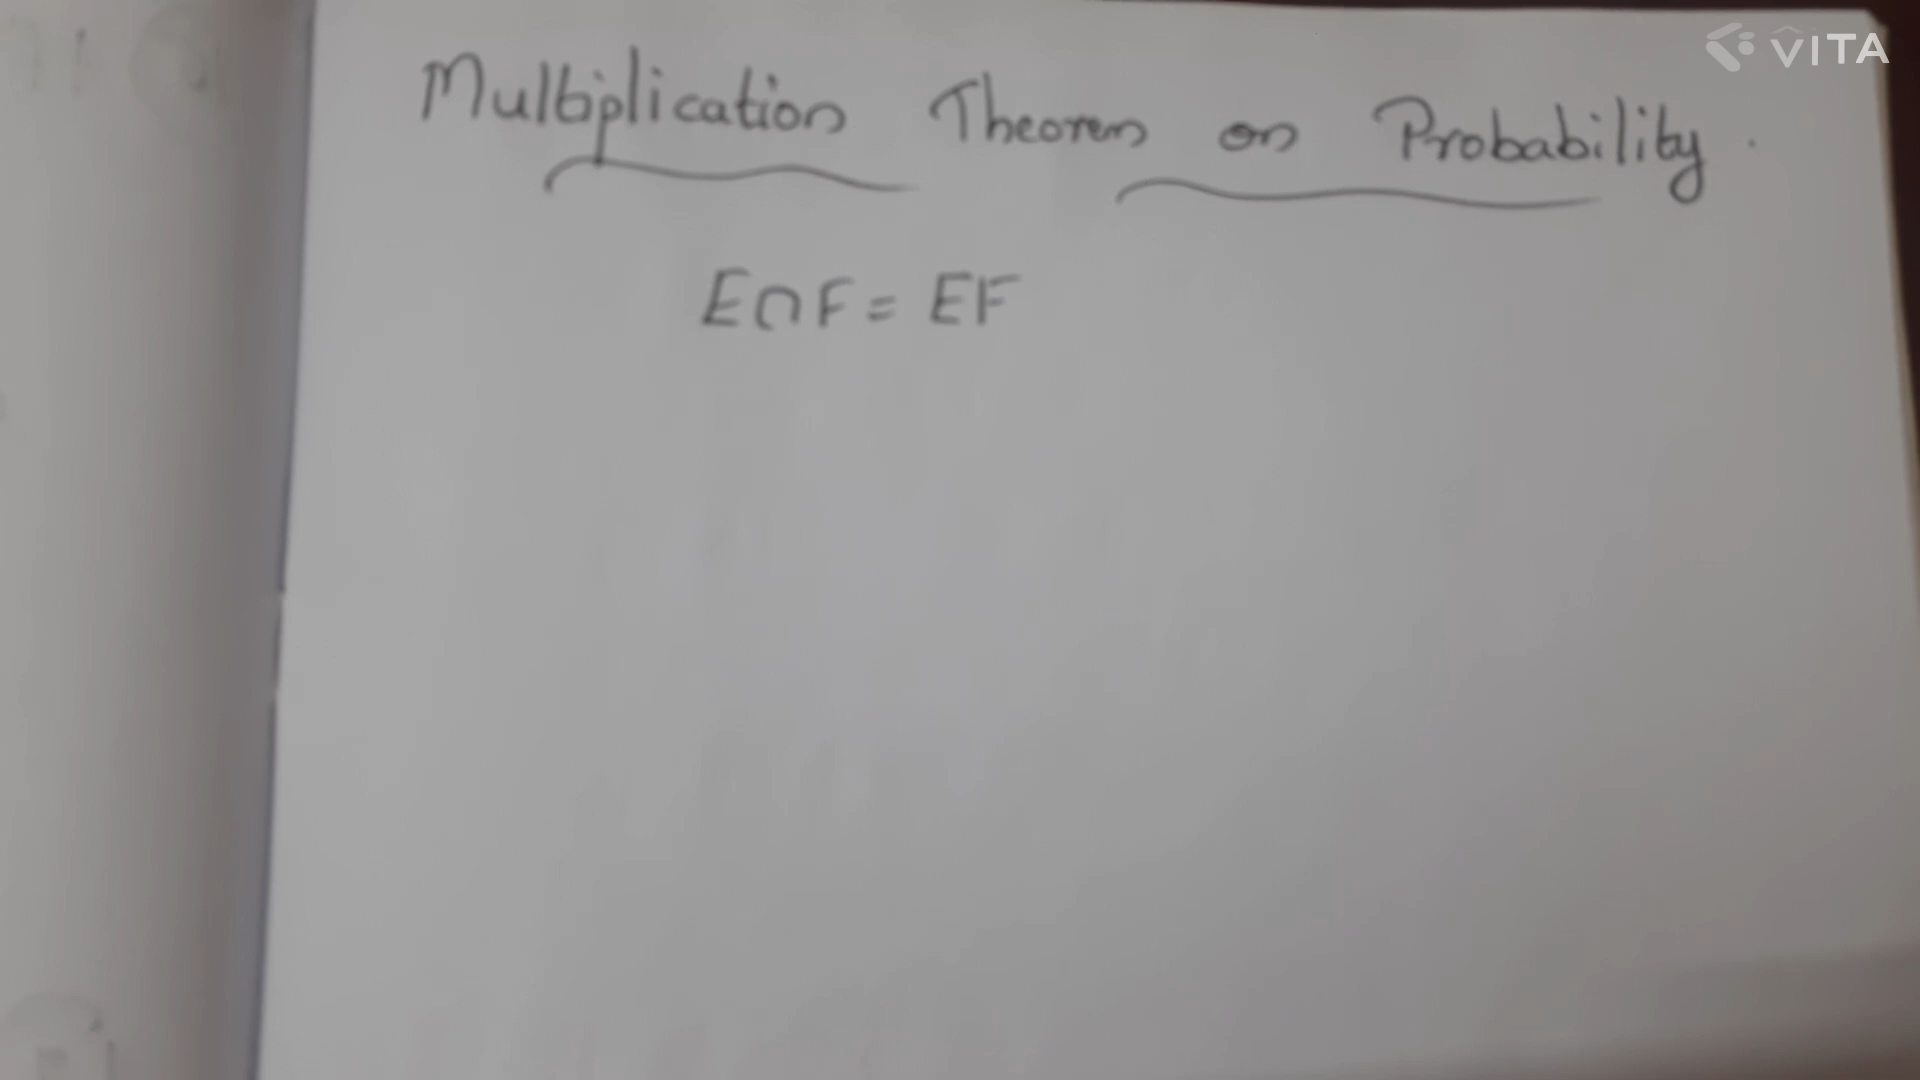 VITA
Multiplication Theorem on Probability.
E∩F = EF